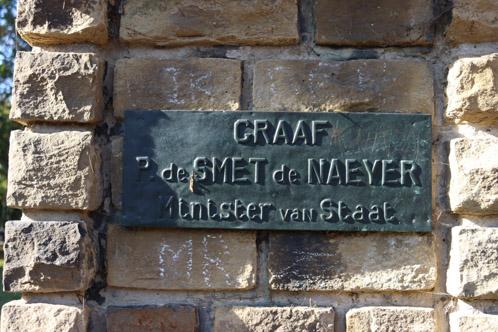 GRAAF
P. de SMET de NAEYER
Minister van Staat